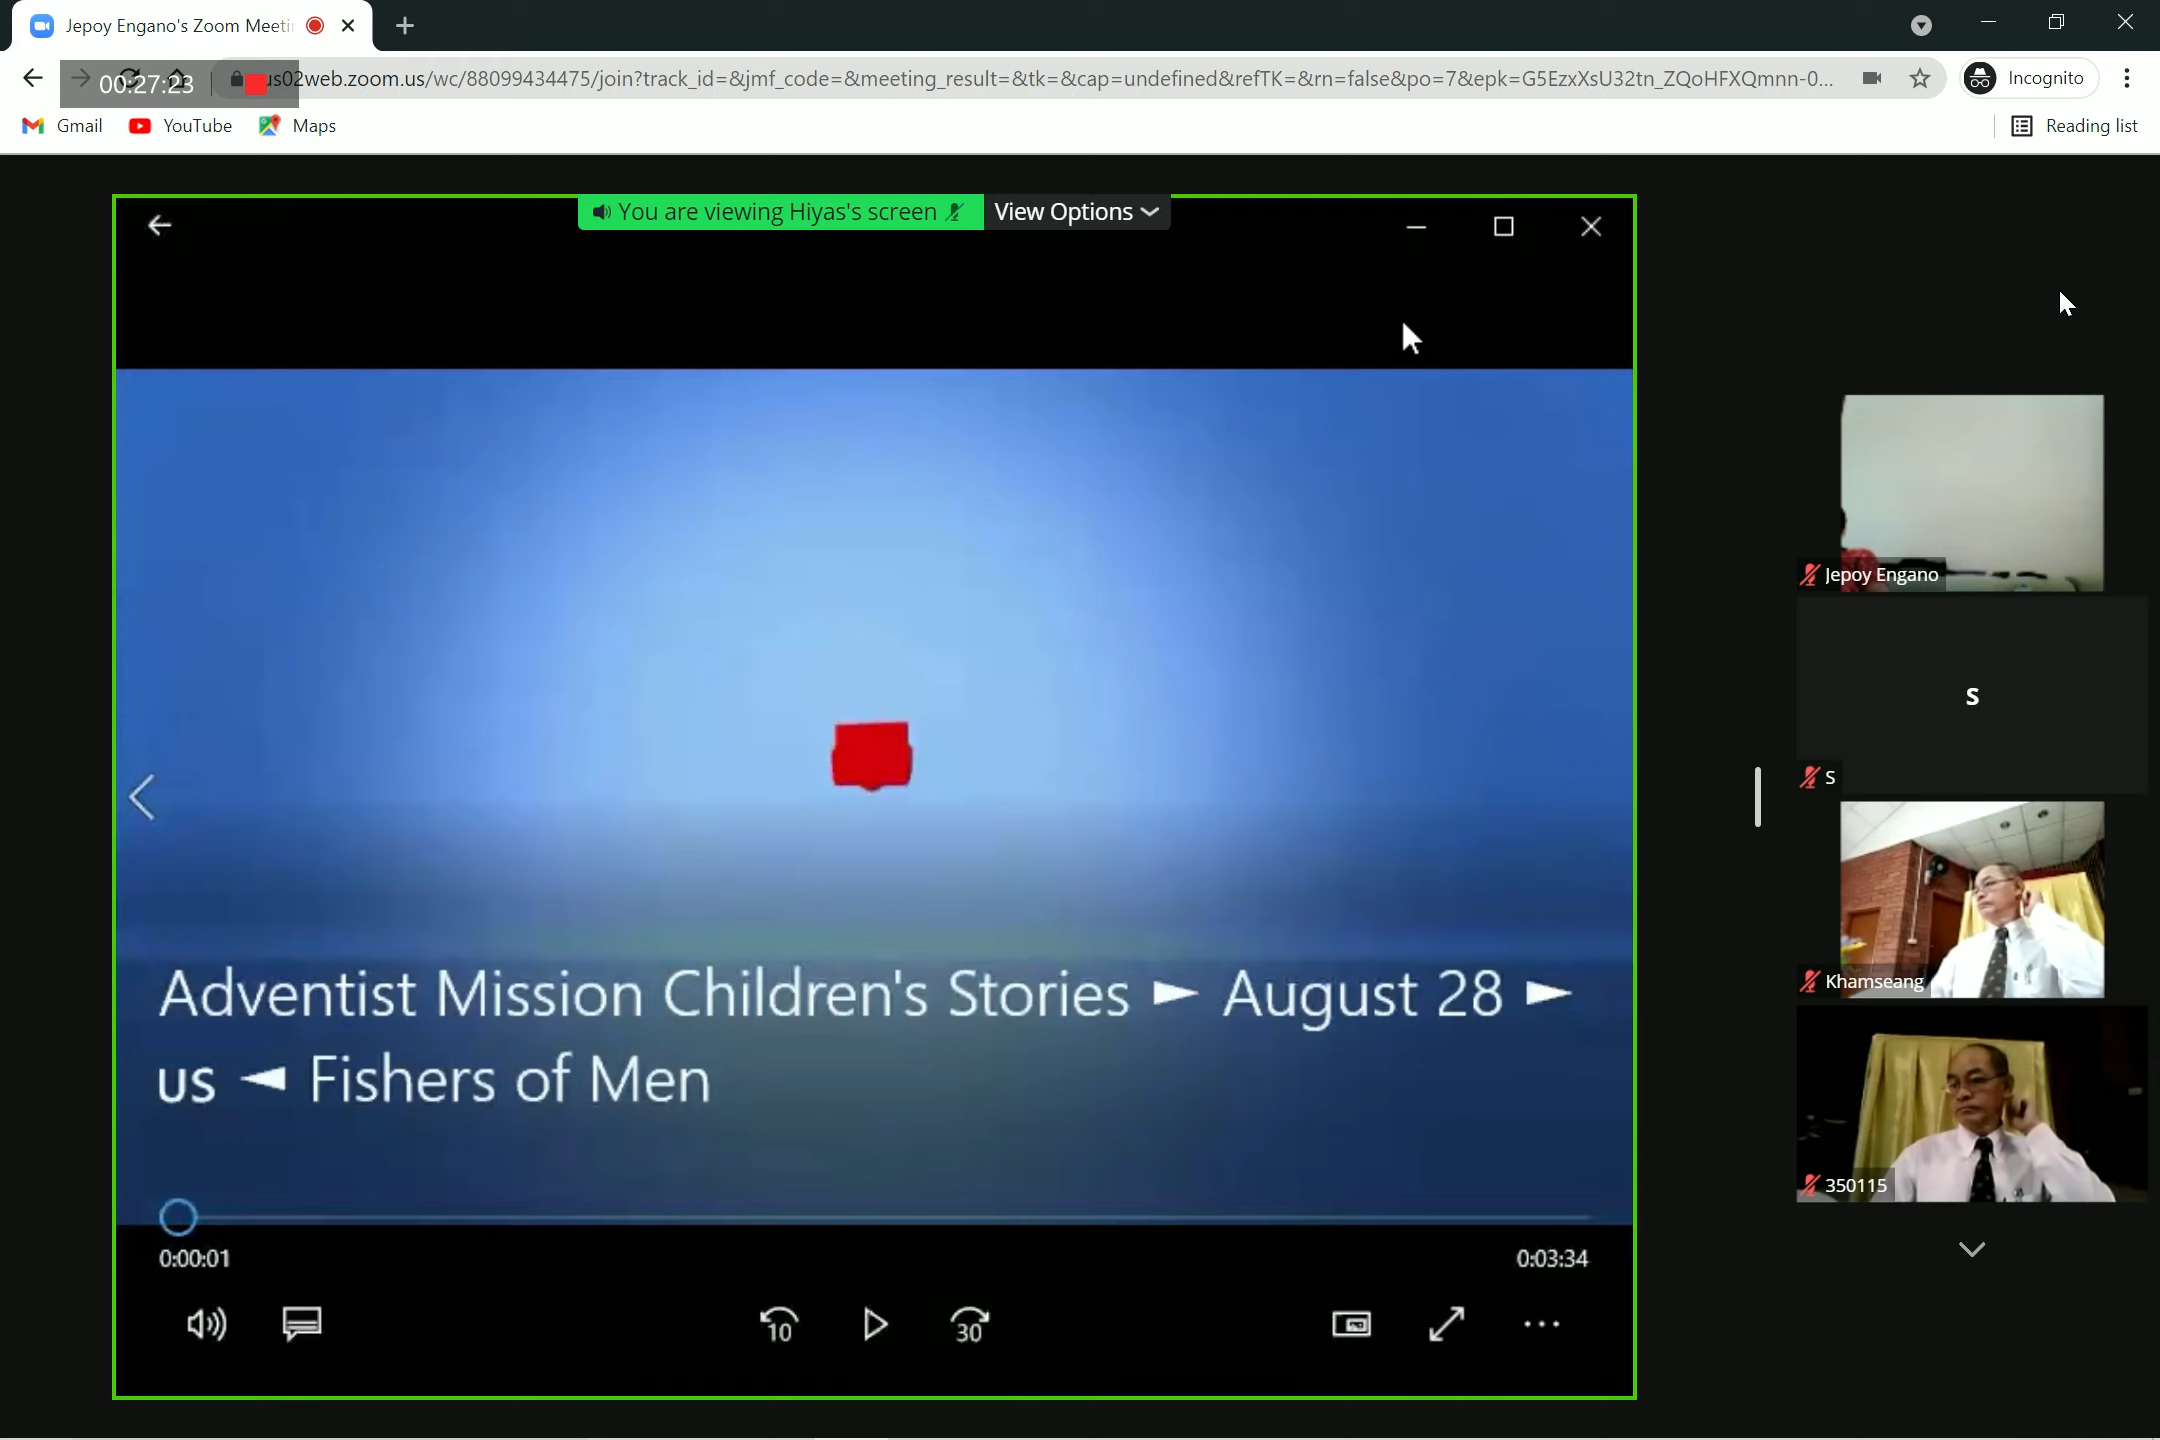 Jepoy Engano's Zoom Meeti
00:27:23
us02web.zoom.us/wc/88099434475/join?track_id=&jmf_code=&meeting_result=&tk=&cap=undefined&refTK=&rn=false&po=7&epk=G5EzxXsU32tn_ZQoHFXQmnn-0...
Incognito
Gmail
YouTube
Maps
Reading list
You are viewing Hiyas's screen
View Options
Jepoy Engano
S
S
Khamseang
350115
Adventist Mission Children's Stories ► August 28 ►
US ◄ Fishers of Men
0:00:01
0:03:34
10
30